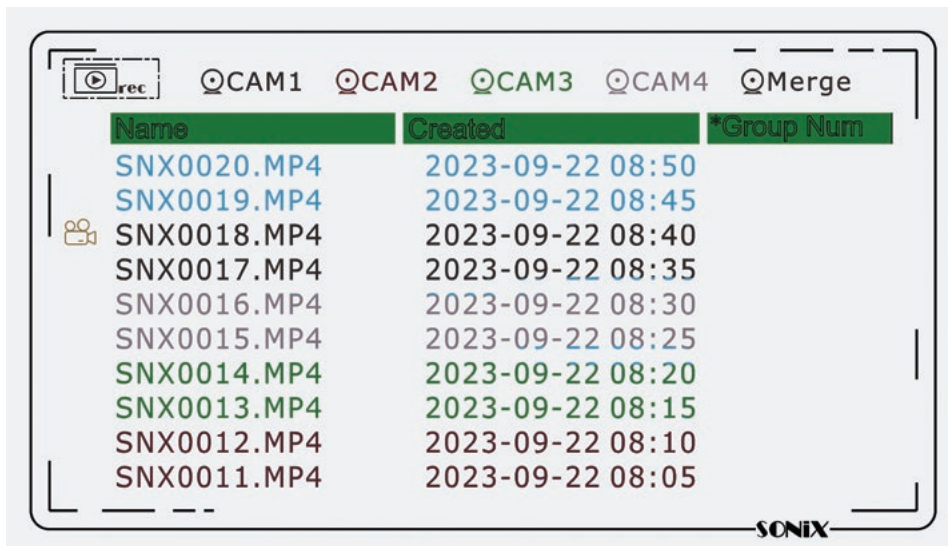 rec CAM1 CAM2 CAM3 CAM4 Merge
Name Created *Group Num
SNX0020.MP4 2023-09-22 08:50
SNX0019.MP4 2023-09-22 08:45
SNX0018.MP4 2023-09-22 08:40
SNX0017.MP4 2023-09-22 08:35
SNX0016.MP4 2023-09-22 08:30
SNX0015.MP4 2023-09-22 08:25
SNX0014.MP4 2023-09-22 08:20
SNX0013.MP4 2023-09-22 08:15
SNX0012.MP4 2023-09-22 08:10
SNX0011.MP4 2023-09-22 08:05
SONiX